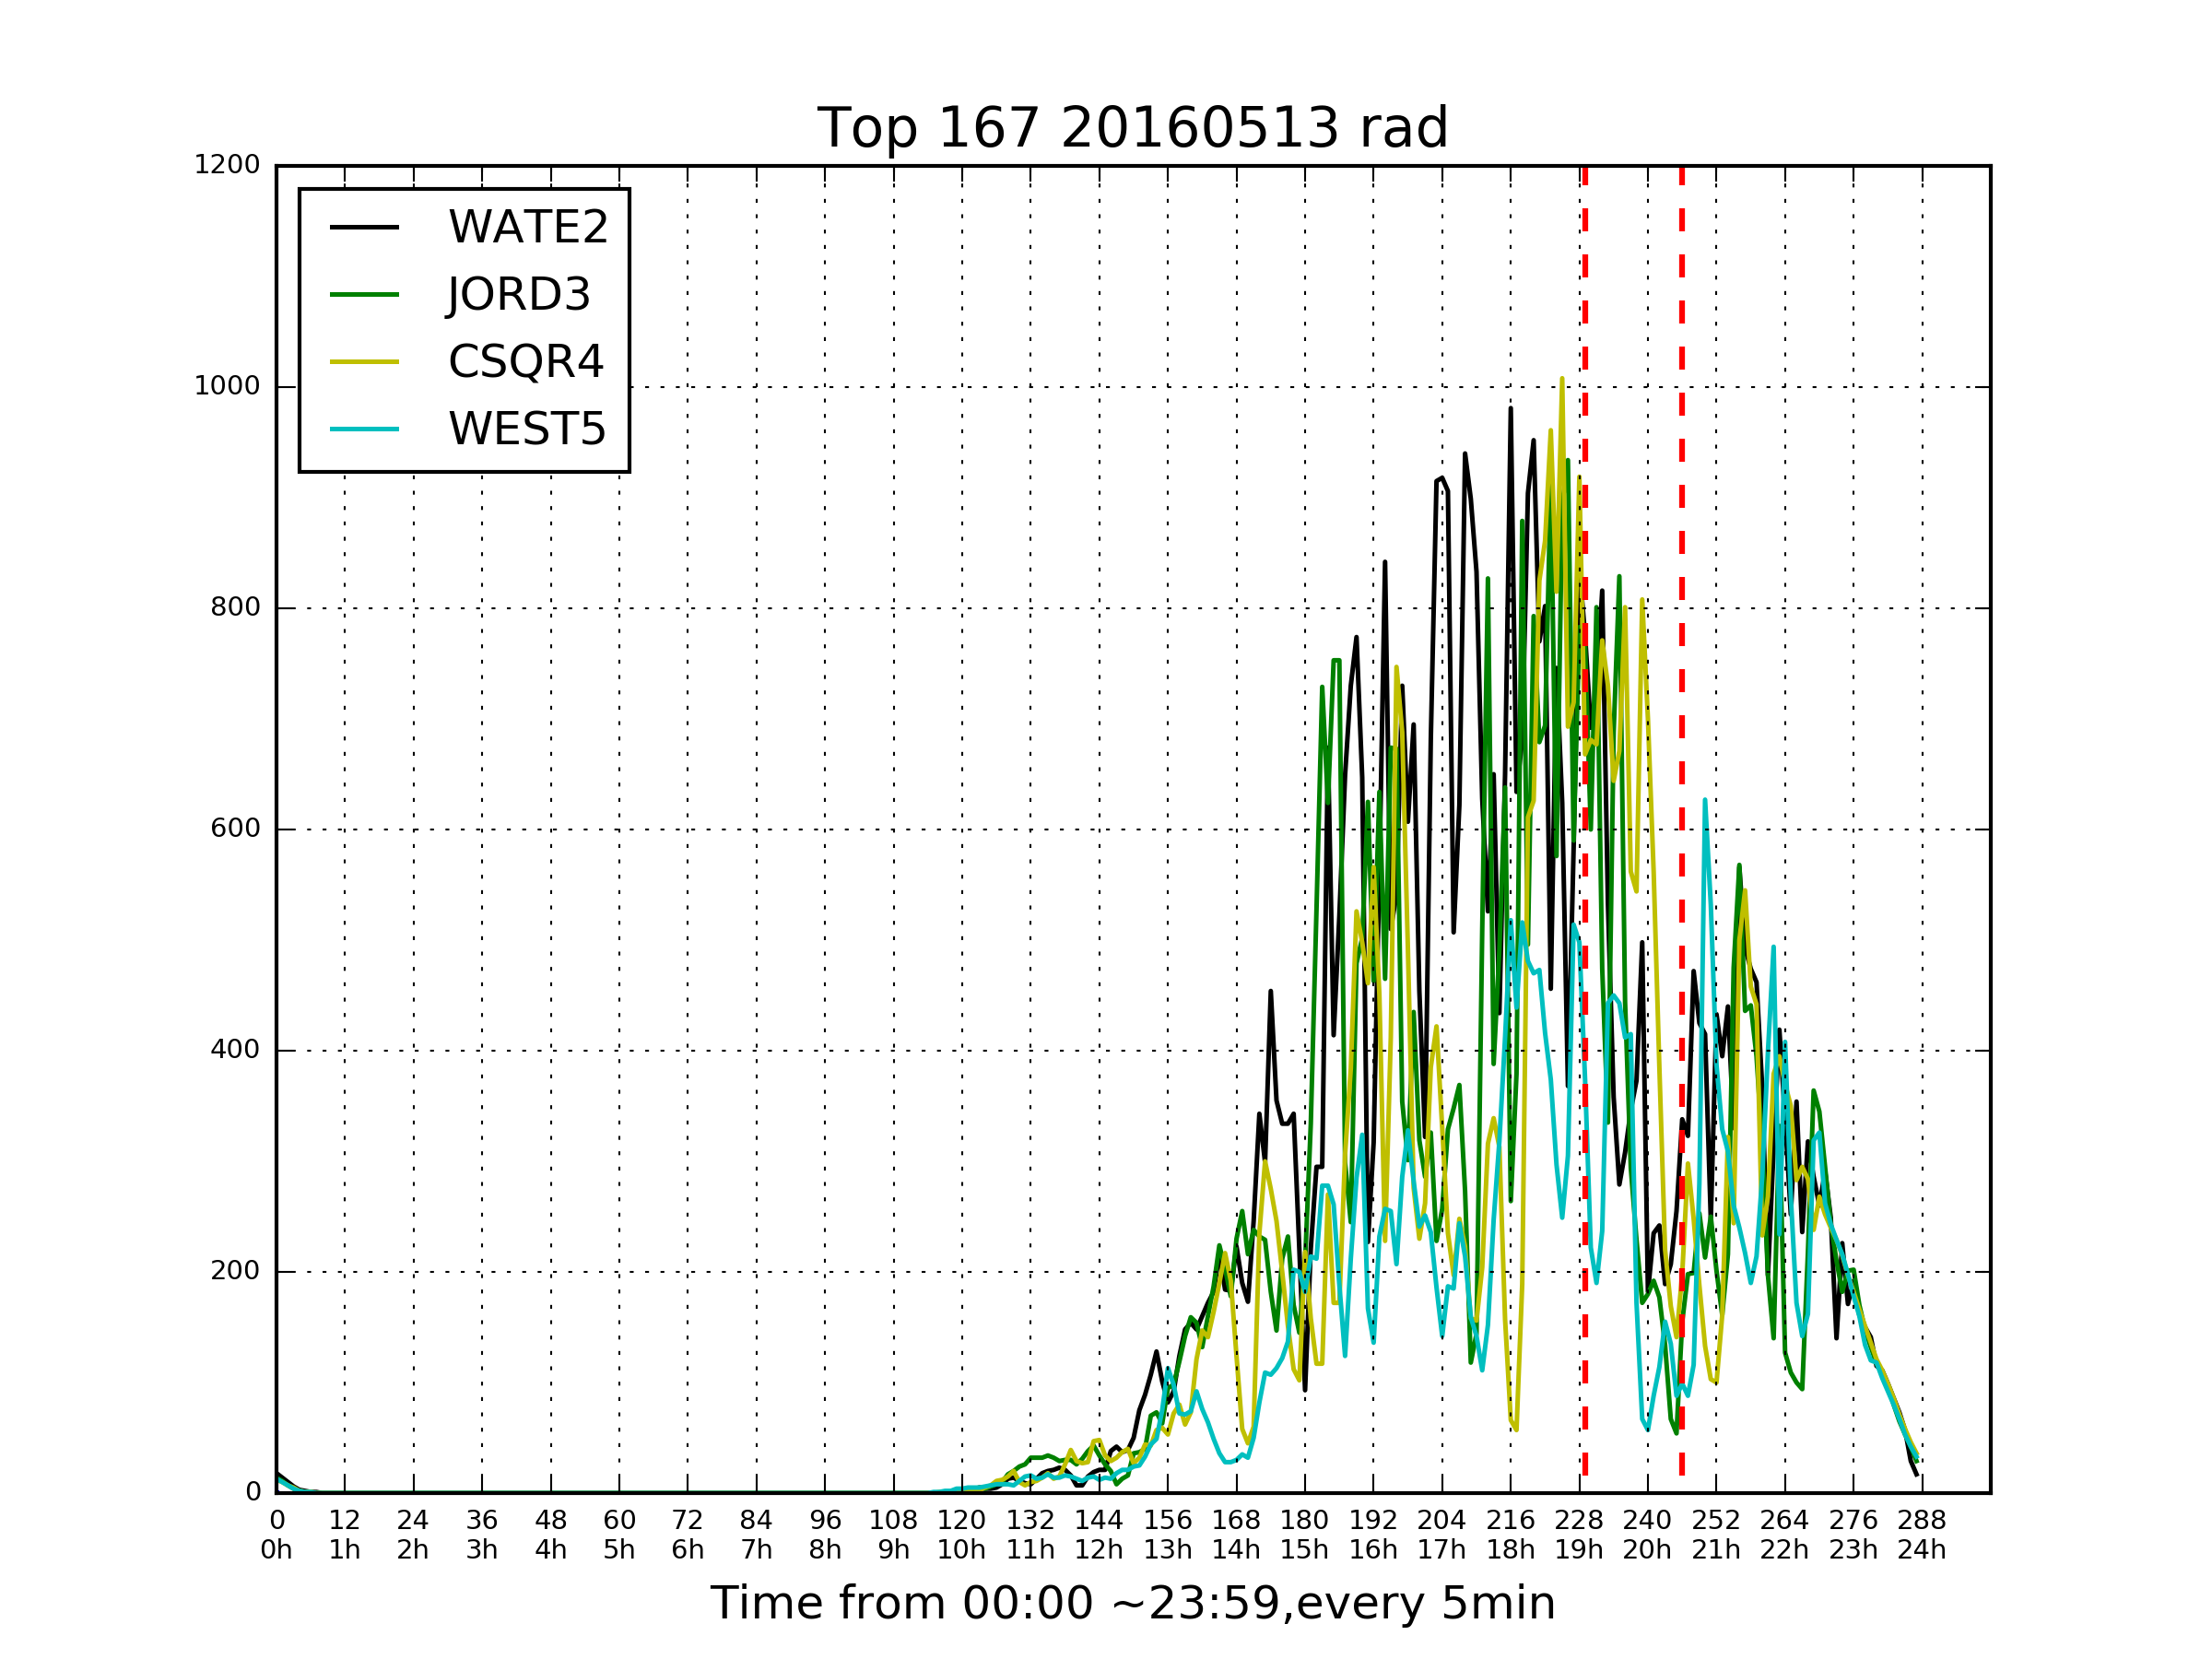 Top 167 20160513 rad
1200
1000
800
600
400
200
0
WATE2
JORD3
CSQR4
WEST5
0 12 24 36 48 60 72 84 96 108 120 132 144 156 168 180 192 204 216 228 240 252 264 276 288
0h 1h 2h 3h 4h 5h 6h 7h 8h 9h 10h 11h 12h 13h 14h 15h 16h 17h 18h 19h 20h 21h 22h 23h 24h
Time from 00:00 ~23:59,every 5min